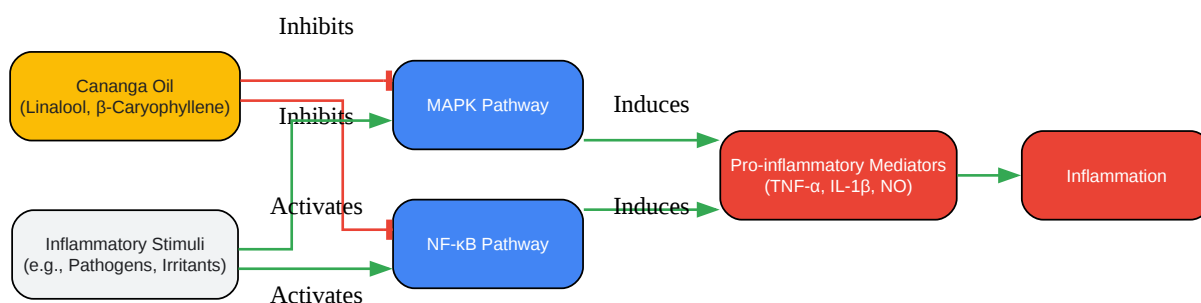 Inhibits
Cananga Oil
(Linalool, β-Caryophyllene)
MAPK Pathway
Induces
Inhibits
Pro-inflammatory Mediators
(TNF-α, IL-1β, NO)
Inflammation
Activates
Induces
Inflammatory Stimuli
(e.g., Pathogens, Irritants)
NF-κB Pathway
Activates